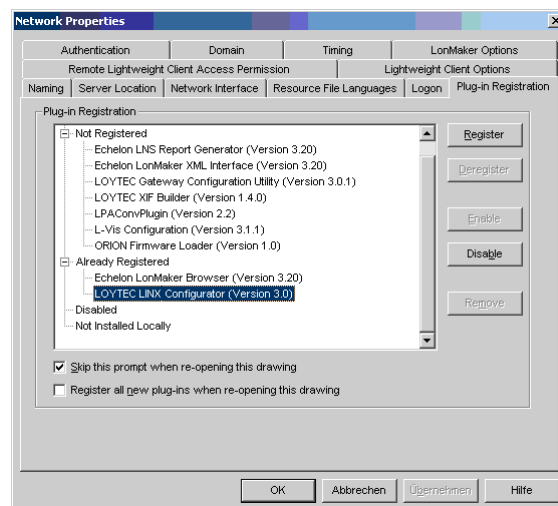 Network Properties
Authentication Domain Timing LonMaker Options
Remote Lightweight Client Access Permission Lightweight Client Options
Naming Server Location Network Interface Resource File Languages Logon Plug-in Registration
Plug-in Registration
Not Registered
Echelon LNS Report Generator (Version 3.20)
Echelon LonMaker XML Interface (Version 3.20)
LOYTEC Gateway Configuration Utility (Version 3.0.1)
LOYTEC XIF Builder (Version 1.4.0)
LPAConvPlugin (Version 2.2)
L-Vis Configuration (Version 3.1.1)
ORION Firmware Loader (Version 1.0)
Already Registered
Echelon LonMaker Browser (Version 3.20)
LOYTEC LINX Configurator (Version 3.0)
Disabled
Not Installed Locally
Register
Deregister
Enable
Disable
Remove
Skip this prompt when re-opening this drawing
Register all new plug-ins when re-opening this drawing
OK Abbrechen Übernehmen Hilfe